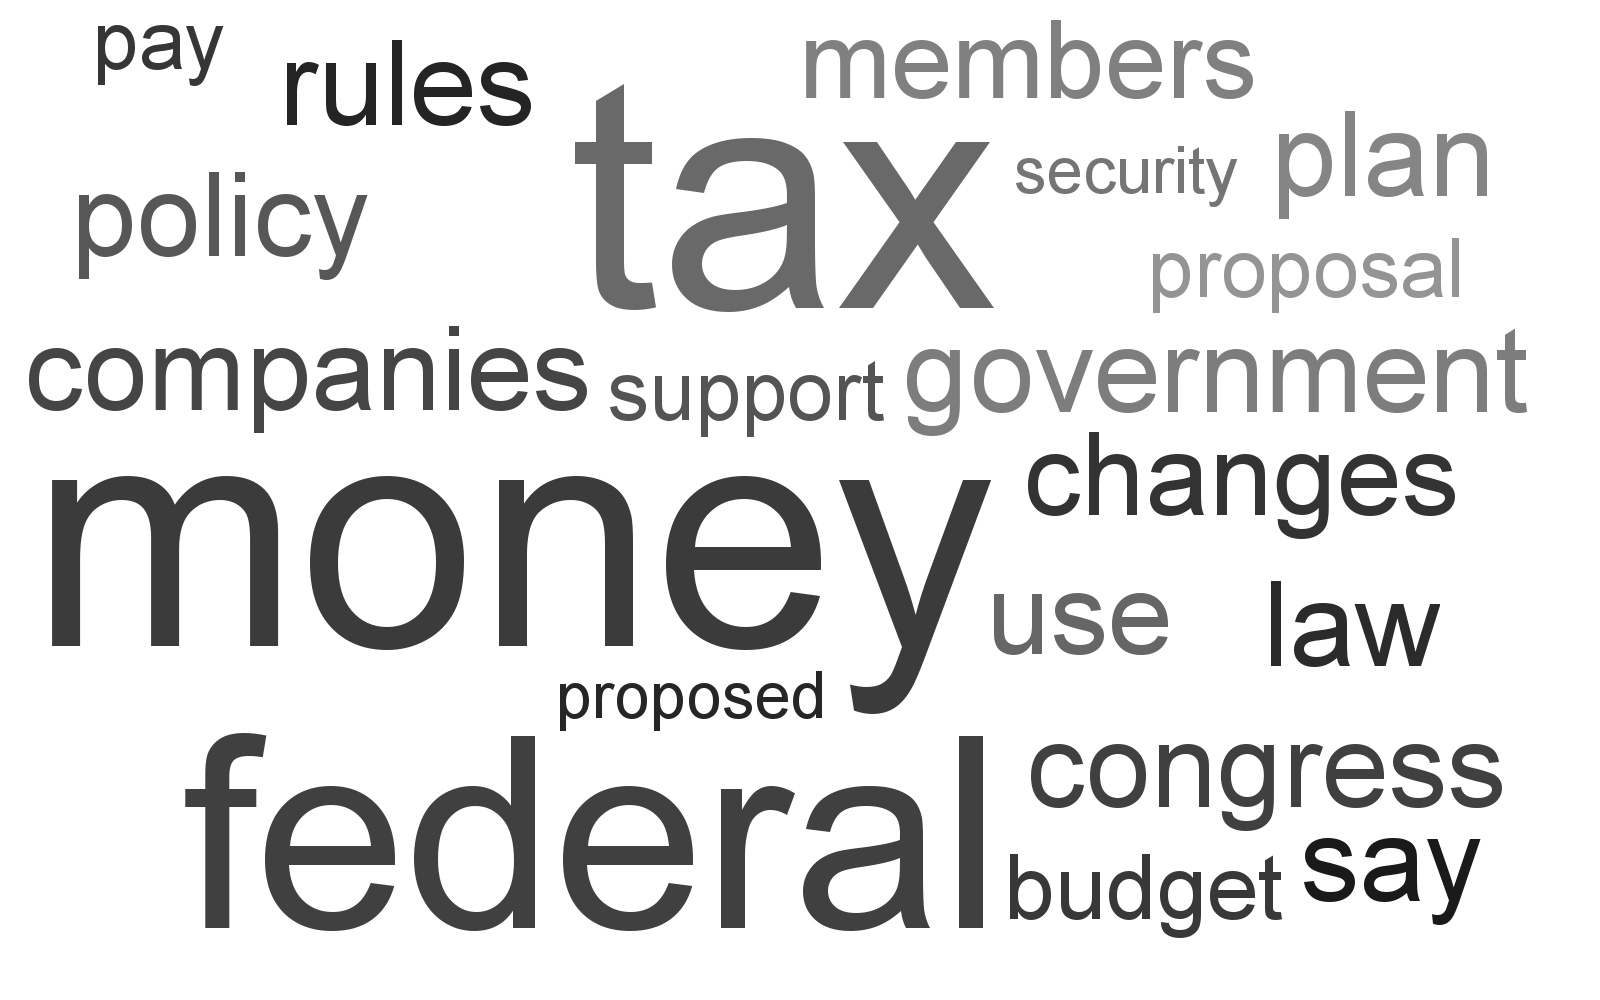 pay
rules
members
tax
security
plan
policy
proposal
companies
support
government
money
changes
use
law
proposed
federal
congress
budget
say